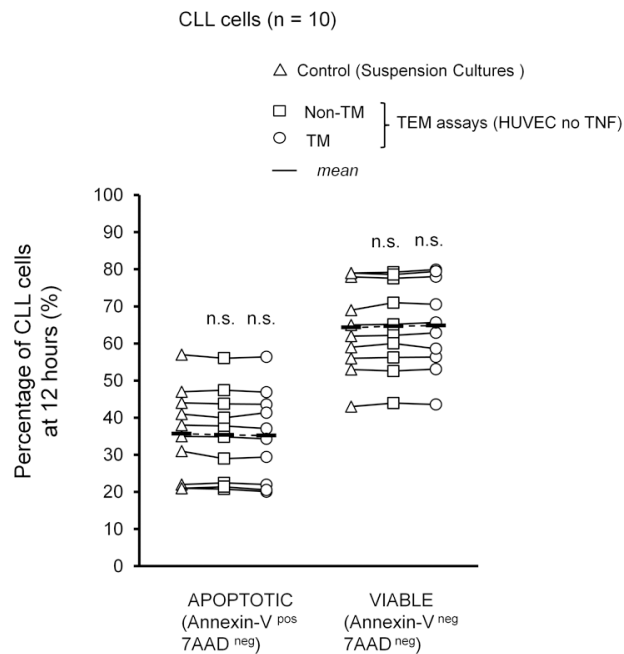 CLL cells (n = 10)
Control (Suspension Cultures )
Non-TM
TM
TEM assays (HUVEC no TNF)
mean
Percentage of CLL cells
at 12 hours (%)
100
90
80
70
60
50
40
30
20
10
0
n.s. n.s.
n.s. n.s.
APOPTOTIC
(Annexin-V pos
7AAD neg)
VIABLE
(Annexin-V neg
7AAD neg)